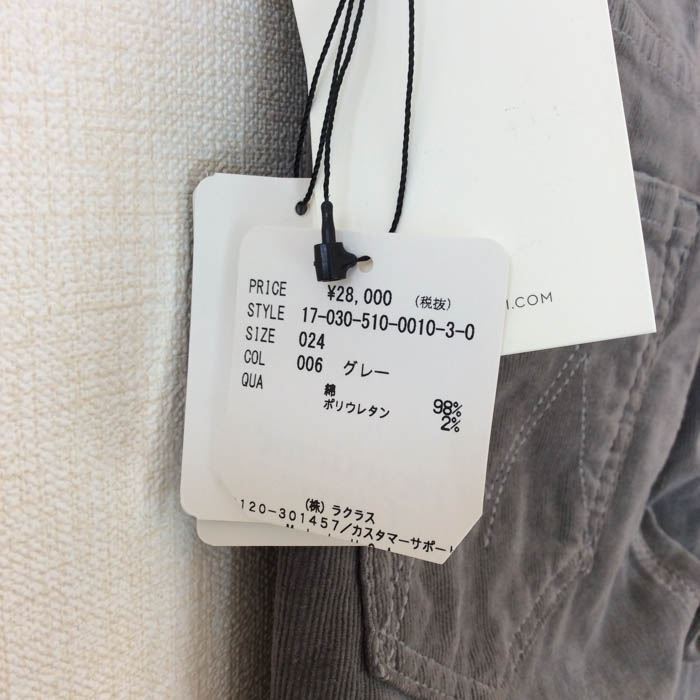 PRICE ¥28,000 (税抜)
STYLE 17-030-510-0010-3-0
SIZE 024
COL 006 グレー
QUA 綿 98%
ポリウレタン 2%
(株) ラクラス
120-301457/カスタマーサポート
.COM